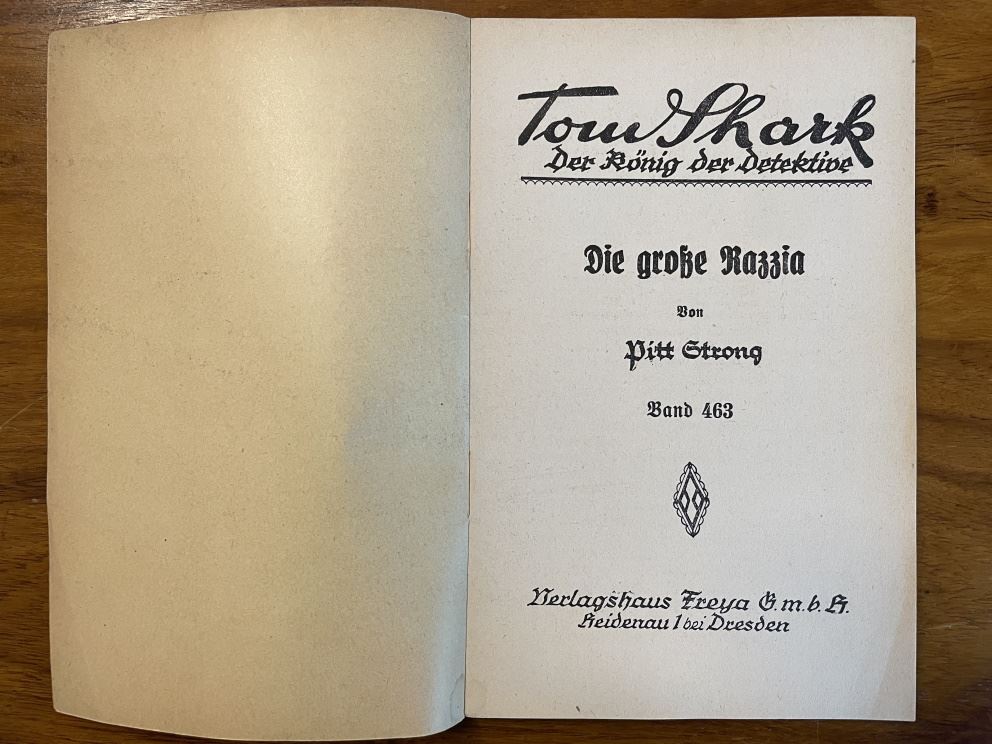 Tom Shark
Der König der Detektive
Die große Razzia
Von
Pitt Strong
Band 463
Verlagshaus Freya G.m.b.H.
Heidenau 1 bei Dresden